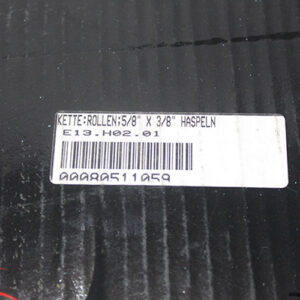 KETTE:ROLLEN;5/8" X 3/8" HASPELN
E13.H02.01
00080511059